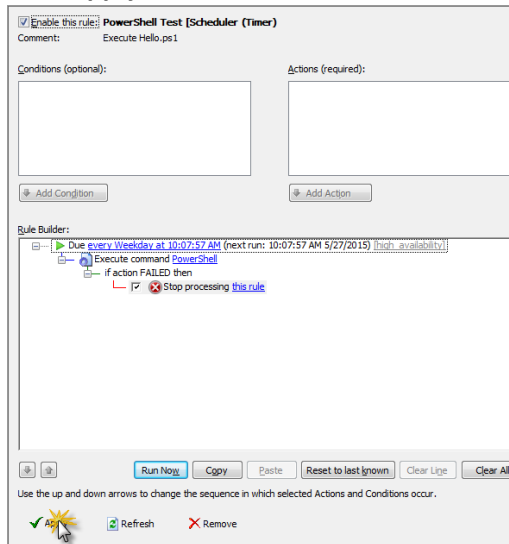 Enable this rule: PowerShell Test [Scheduler (Timer)
Comment: Execute Hello.ps1
Conditions (optional): Actions (required):
Add Condition Add Action
Rule Builder:
Due every Weekday at 10:07:57 AM (next run: 10:07:57 AM 5/27/2015) [high_availability]
Execute command PowerShell
if action FAILED then
Stop processing this rule
Run Now Copy Paste Reset to last known Clear Line Clear All
Use the up and down arrows to change the sequence in which selected Actions and Conditions occur.
Refresh Remove